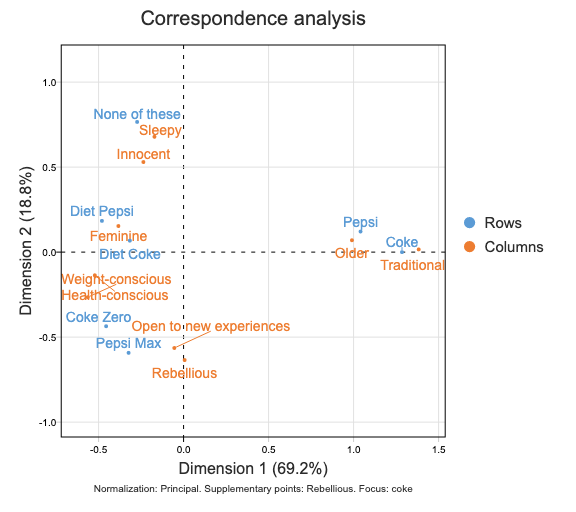 Correspondence analysis
1.0
None of these
Sleepy
Innocent
0.5
Diet Pepsi
Pepsi
Feminine
Coke
Diet Coke
Older
0.0
Traditional
Weight-conscious
Health-conscious
Coke Zero
Open to new experiences
-0.5
Pepsi Max
Rebellious
-1.0
-0.5 0.0 0.5 1.0 1.5
Dimension 2 (18.8%)
Dimension 1 (69.2%)
Rows
Columns
Normalization: Principal. Supplementary points: Rebellious. Focus: coke